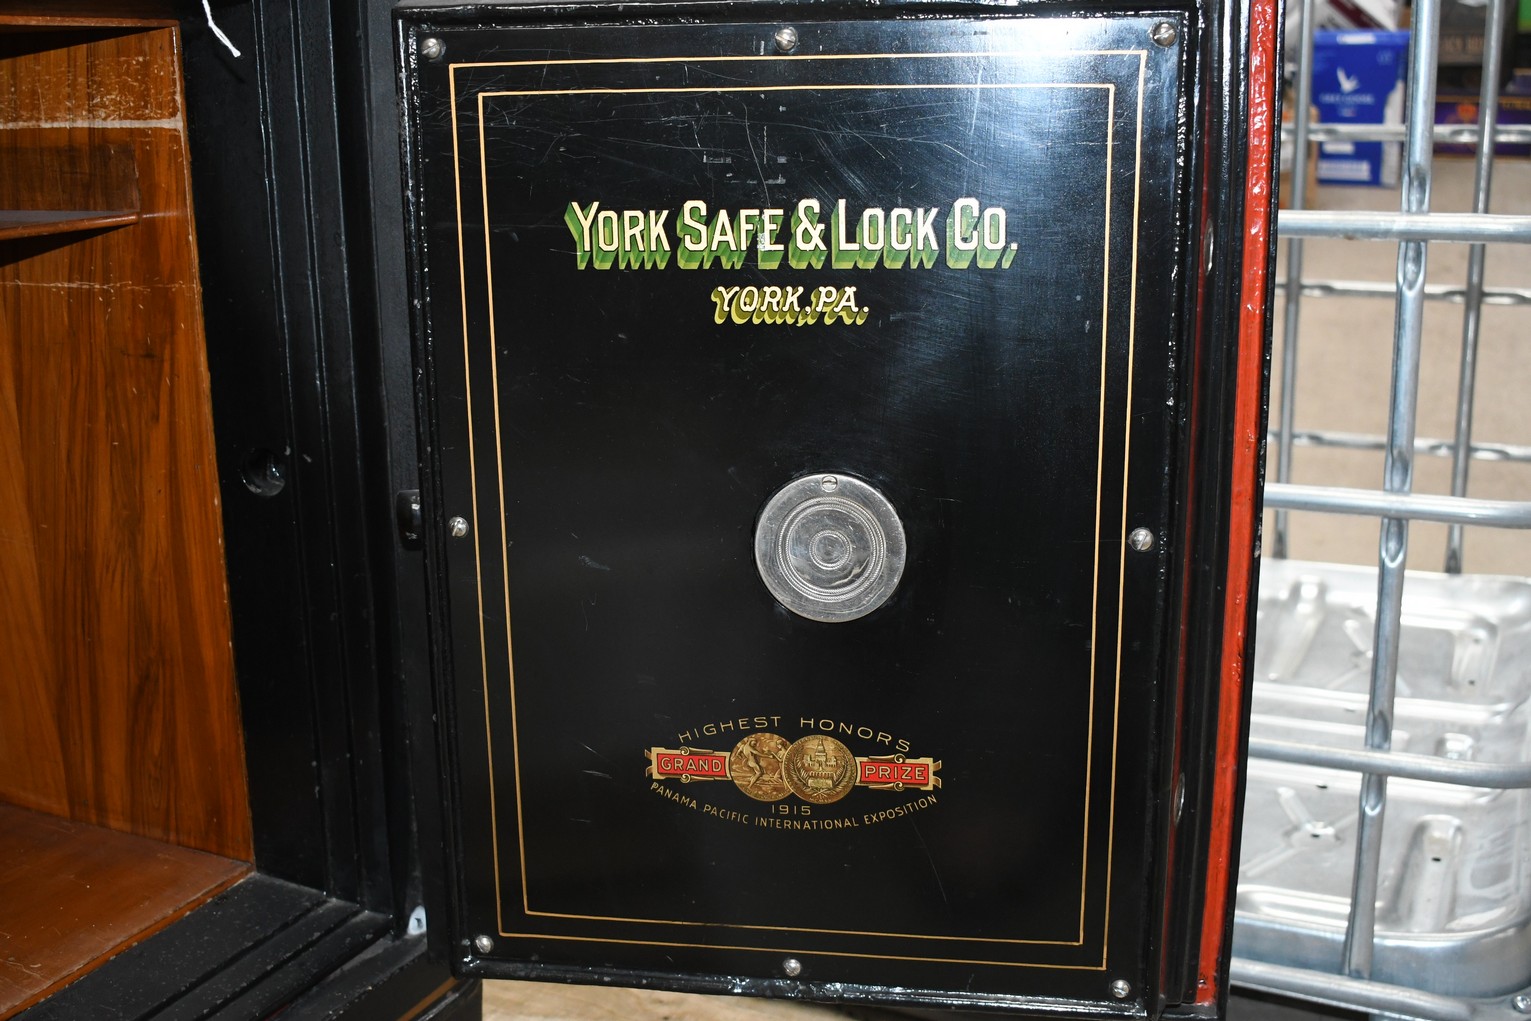 YORK SAFE & LOCK CO.
YORK, PA.
HIGHEST HONORS
GRAND PRIZE
1915
PANAMA PACIFIC INTERNATIONAL EXPOSITION